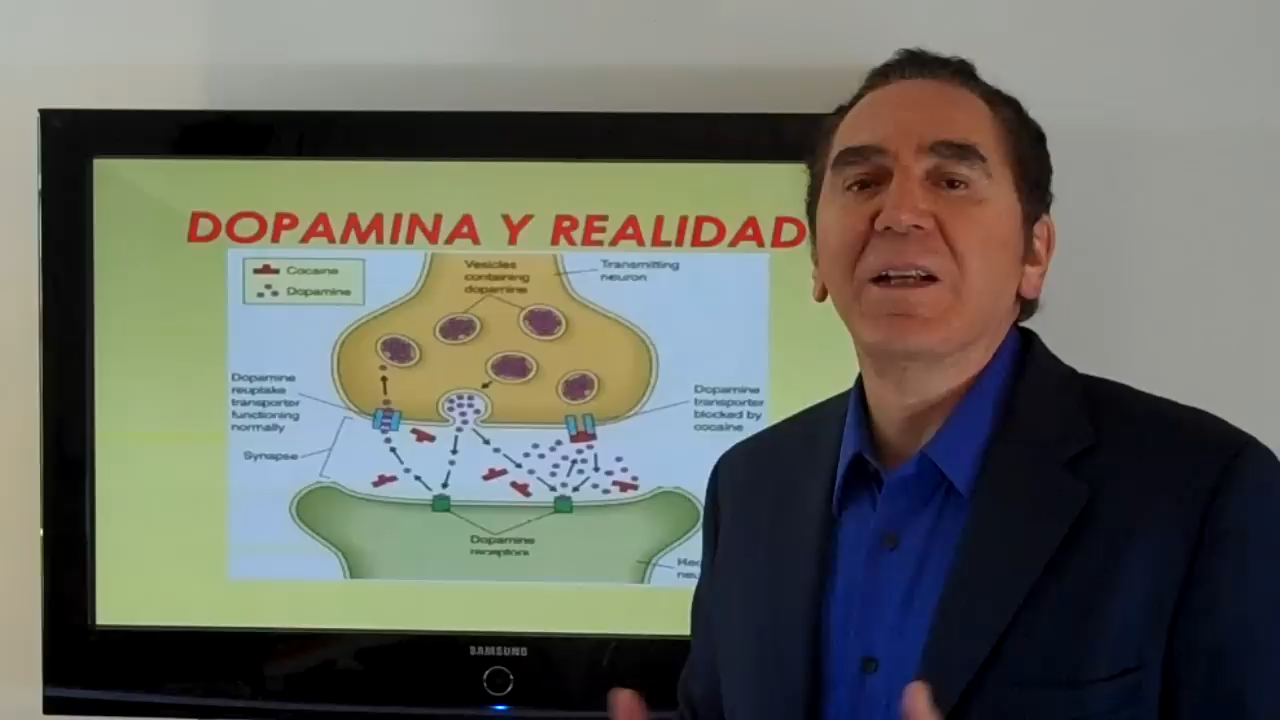 DOPAMINA Y REALIDAD
Cocaine
Dopamine
Vesicles
containing
dopamine
Transmitting
neuron
Dopamine
reuptake
transporter
functioning
normally
Dopamine
transporter
blocked by
cocaine
Synapse
Dopamine
receptors
SAMSUNG